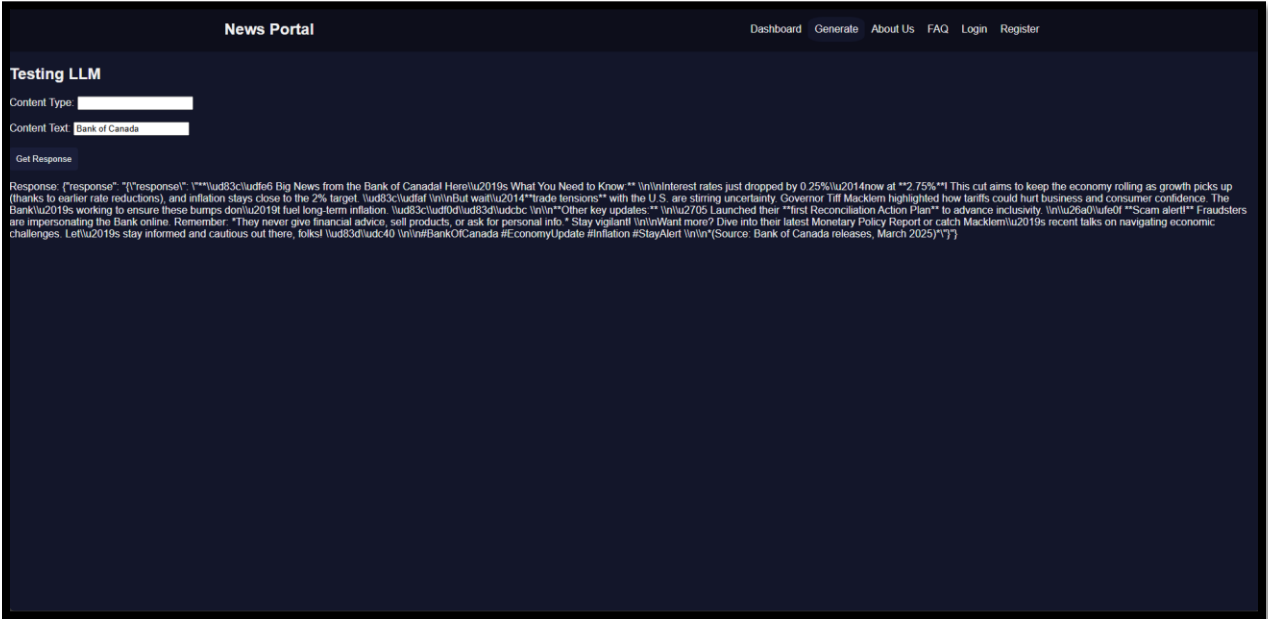 News Portal
Dashboard Generate About Us FAQ Login Register
Testing LLM
Content Type:
Content Text: Bank of Canada
Get Response
Response: {"response": "{\"response\": \"**\\ud83c\\udfe6 Big News from the Bank of Canada! Here\\u2019s What You Need to Know:** \\n\\nInterest rates just dropped by 0.25%\\u2014now at **2.75%**! This cut aims to keep the economy rolling as growth picks up
(thanks to earlier rate reductions), and inflation stays close to the 2% target. \\ud83c\\udfaf \\n\\nBut wait\\u2014**trade tensions** with the U.S. are stirring uncertainty. Governor Tiff Macklem highlighted how tariffs could hurt business and consumer confidence. The
Bank\\u2019s working to ensure these bumps don\\u2019t fuel long-term inflation. \\ud83c\\udf0d\\ud83d\\udcbc \\n\\n**Other key updates:** \\n\\u2705 Launched their **first Reconciliation Action Plan** to advance inclusivity. \\n\\u26a0\\ufe0f **Scam alert!** Fraudsters
are impersonating the Bank online. Remember: *They never give financial advice, sell products, or ask for personal info.* Stay vigilant! \\n\\nWant more? Dive into their latest Monetary Policy Report or catch Macklem\\u2019s recent talks on navigating economic
challenges. Let\\u2019s stay informed and cautious out there, folks! \\ud83d\\udc40 \\n\\n#BankOfCanada #EconomyUpdate #Inflation #StayAlert \\n\\n*(Source: Bank of Canada releases, March 2025)*\"}"}